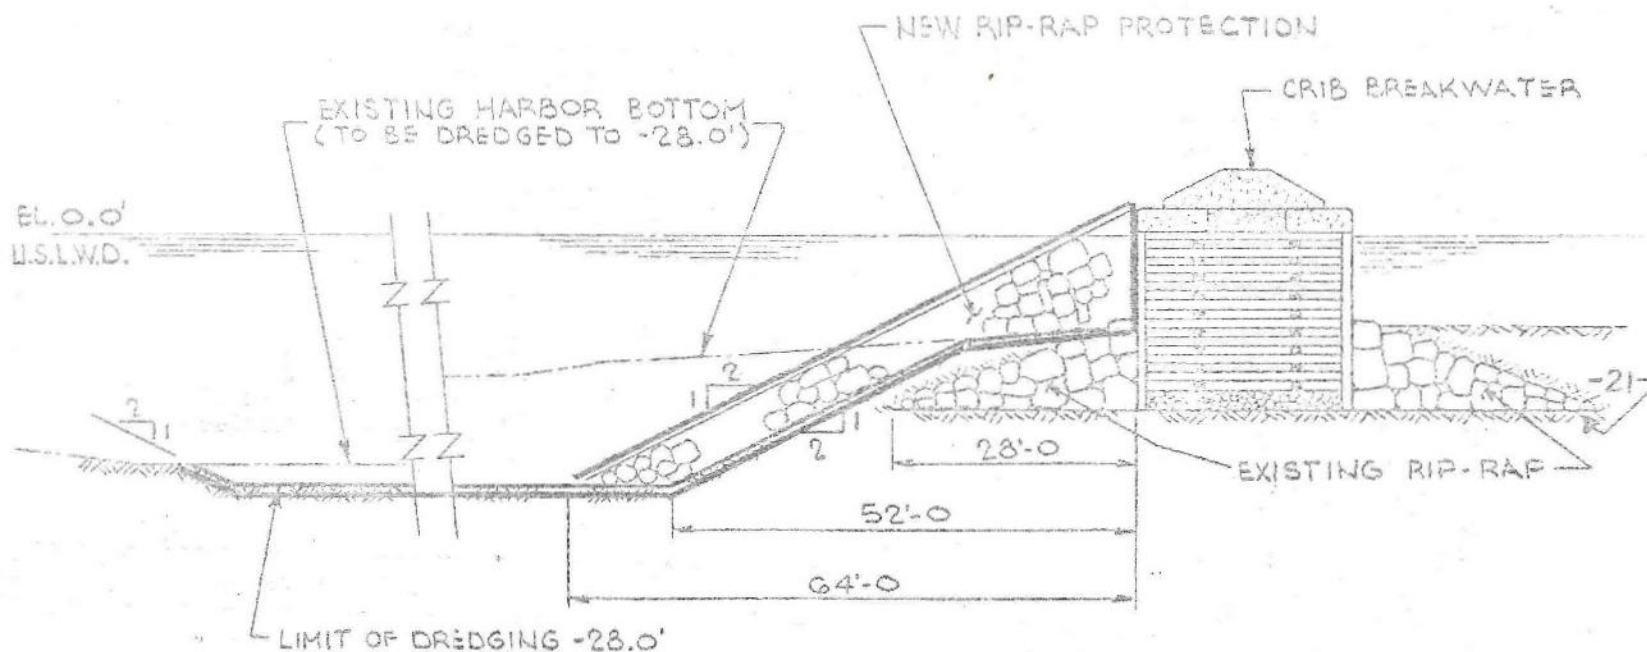 NEW RIP-RAP PROTECTION
CRIB BREAKWATER
EXISTING HARBOR BOTTOM
(TO BE DREDGED TO -28.0')
EL. 0.0'
U.S.L.W.D.
2
1
2
1
1
2
-21-
28'-0
EXISTING RIP-RAP
52'-0
64'-0
LIMIT OF DREDGING -28.0'